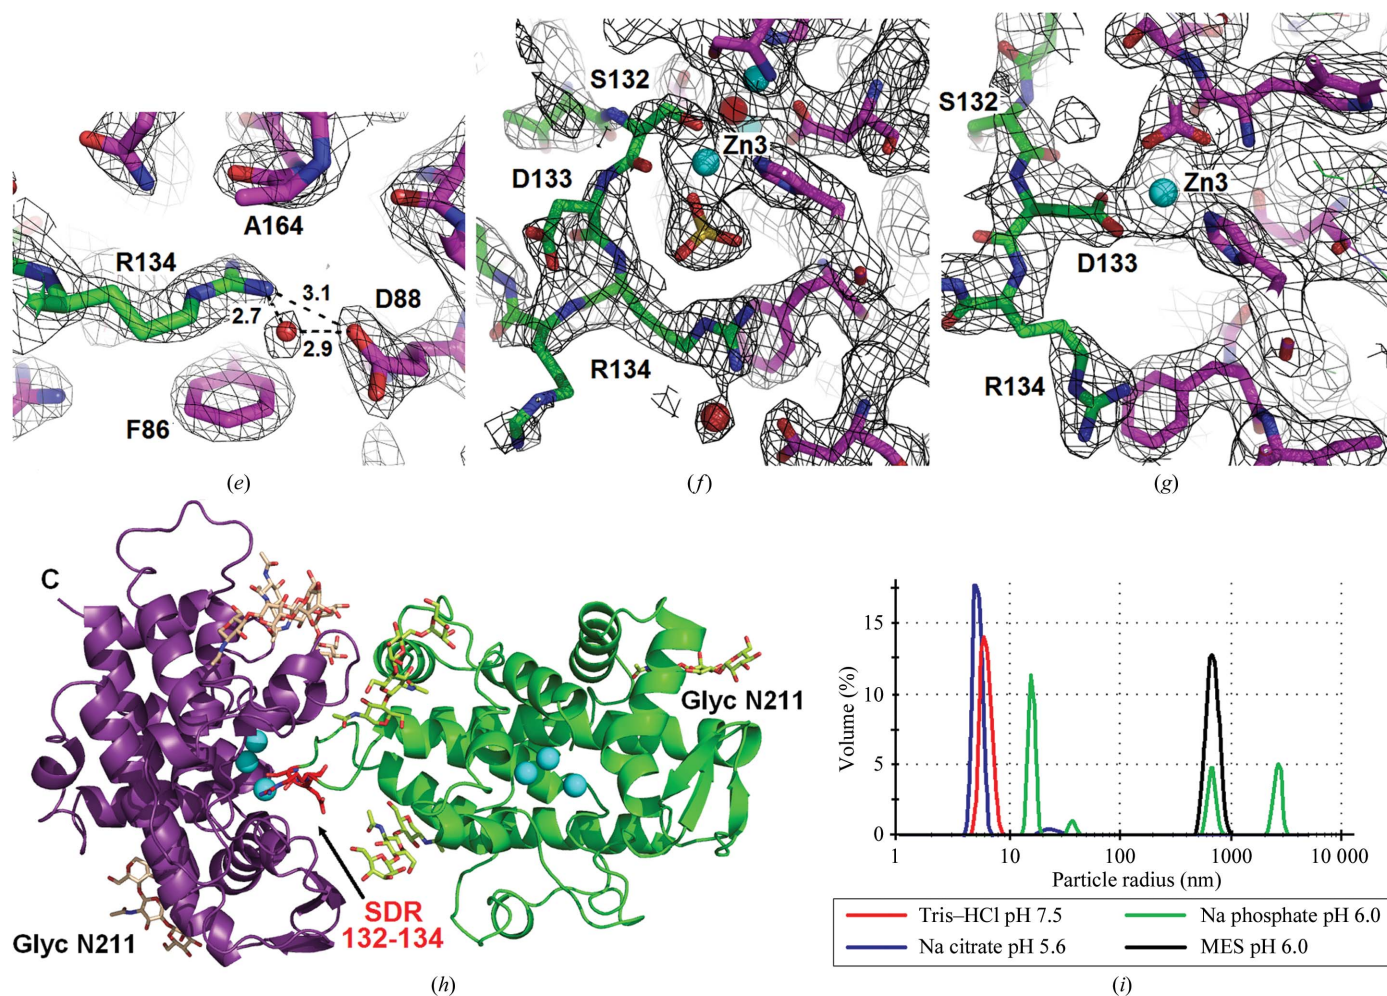 A164
R134
3.1
D88
2.7
2.9
F86
(e)
S132
Zn3
D133
R134
(f)
S132
Zn3
D133
R134
(g)
C
Glyc N211
SDR
132-134
Glyc N211
(h)
15
10
5
0
Volume (%)
1 10 100 1000 10 000
Particle radius (nm)
Tris–HCl pH 7.5 Na phosphate pH 6.0
Na citrate pH 5.6 MES pH 6.0
(i)